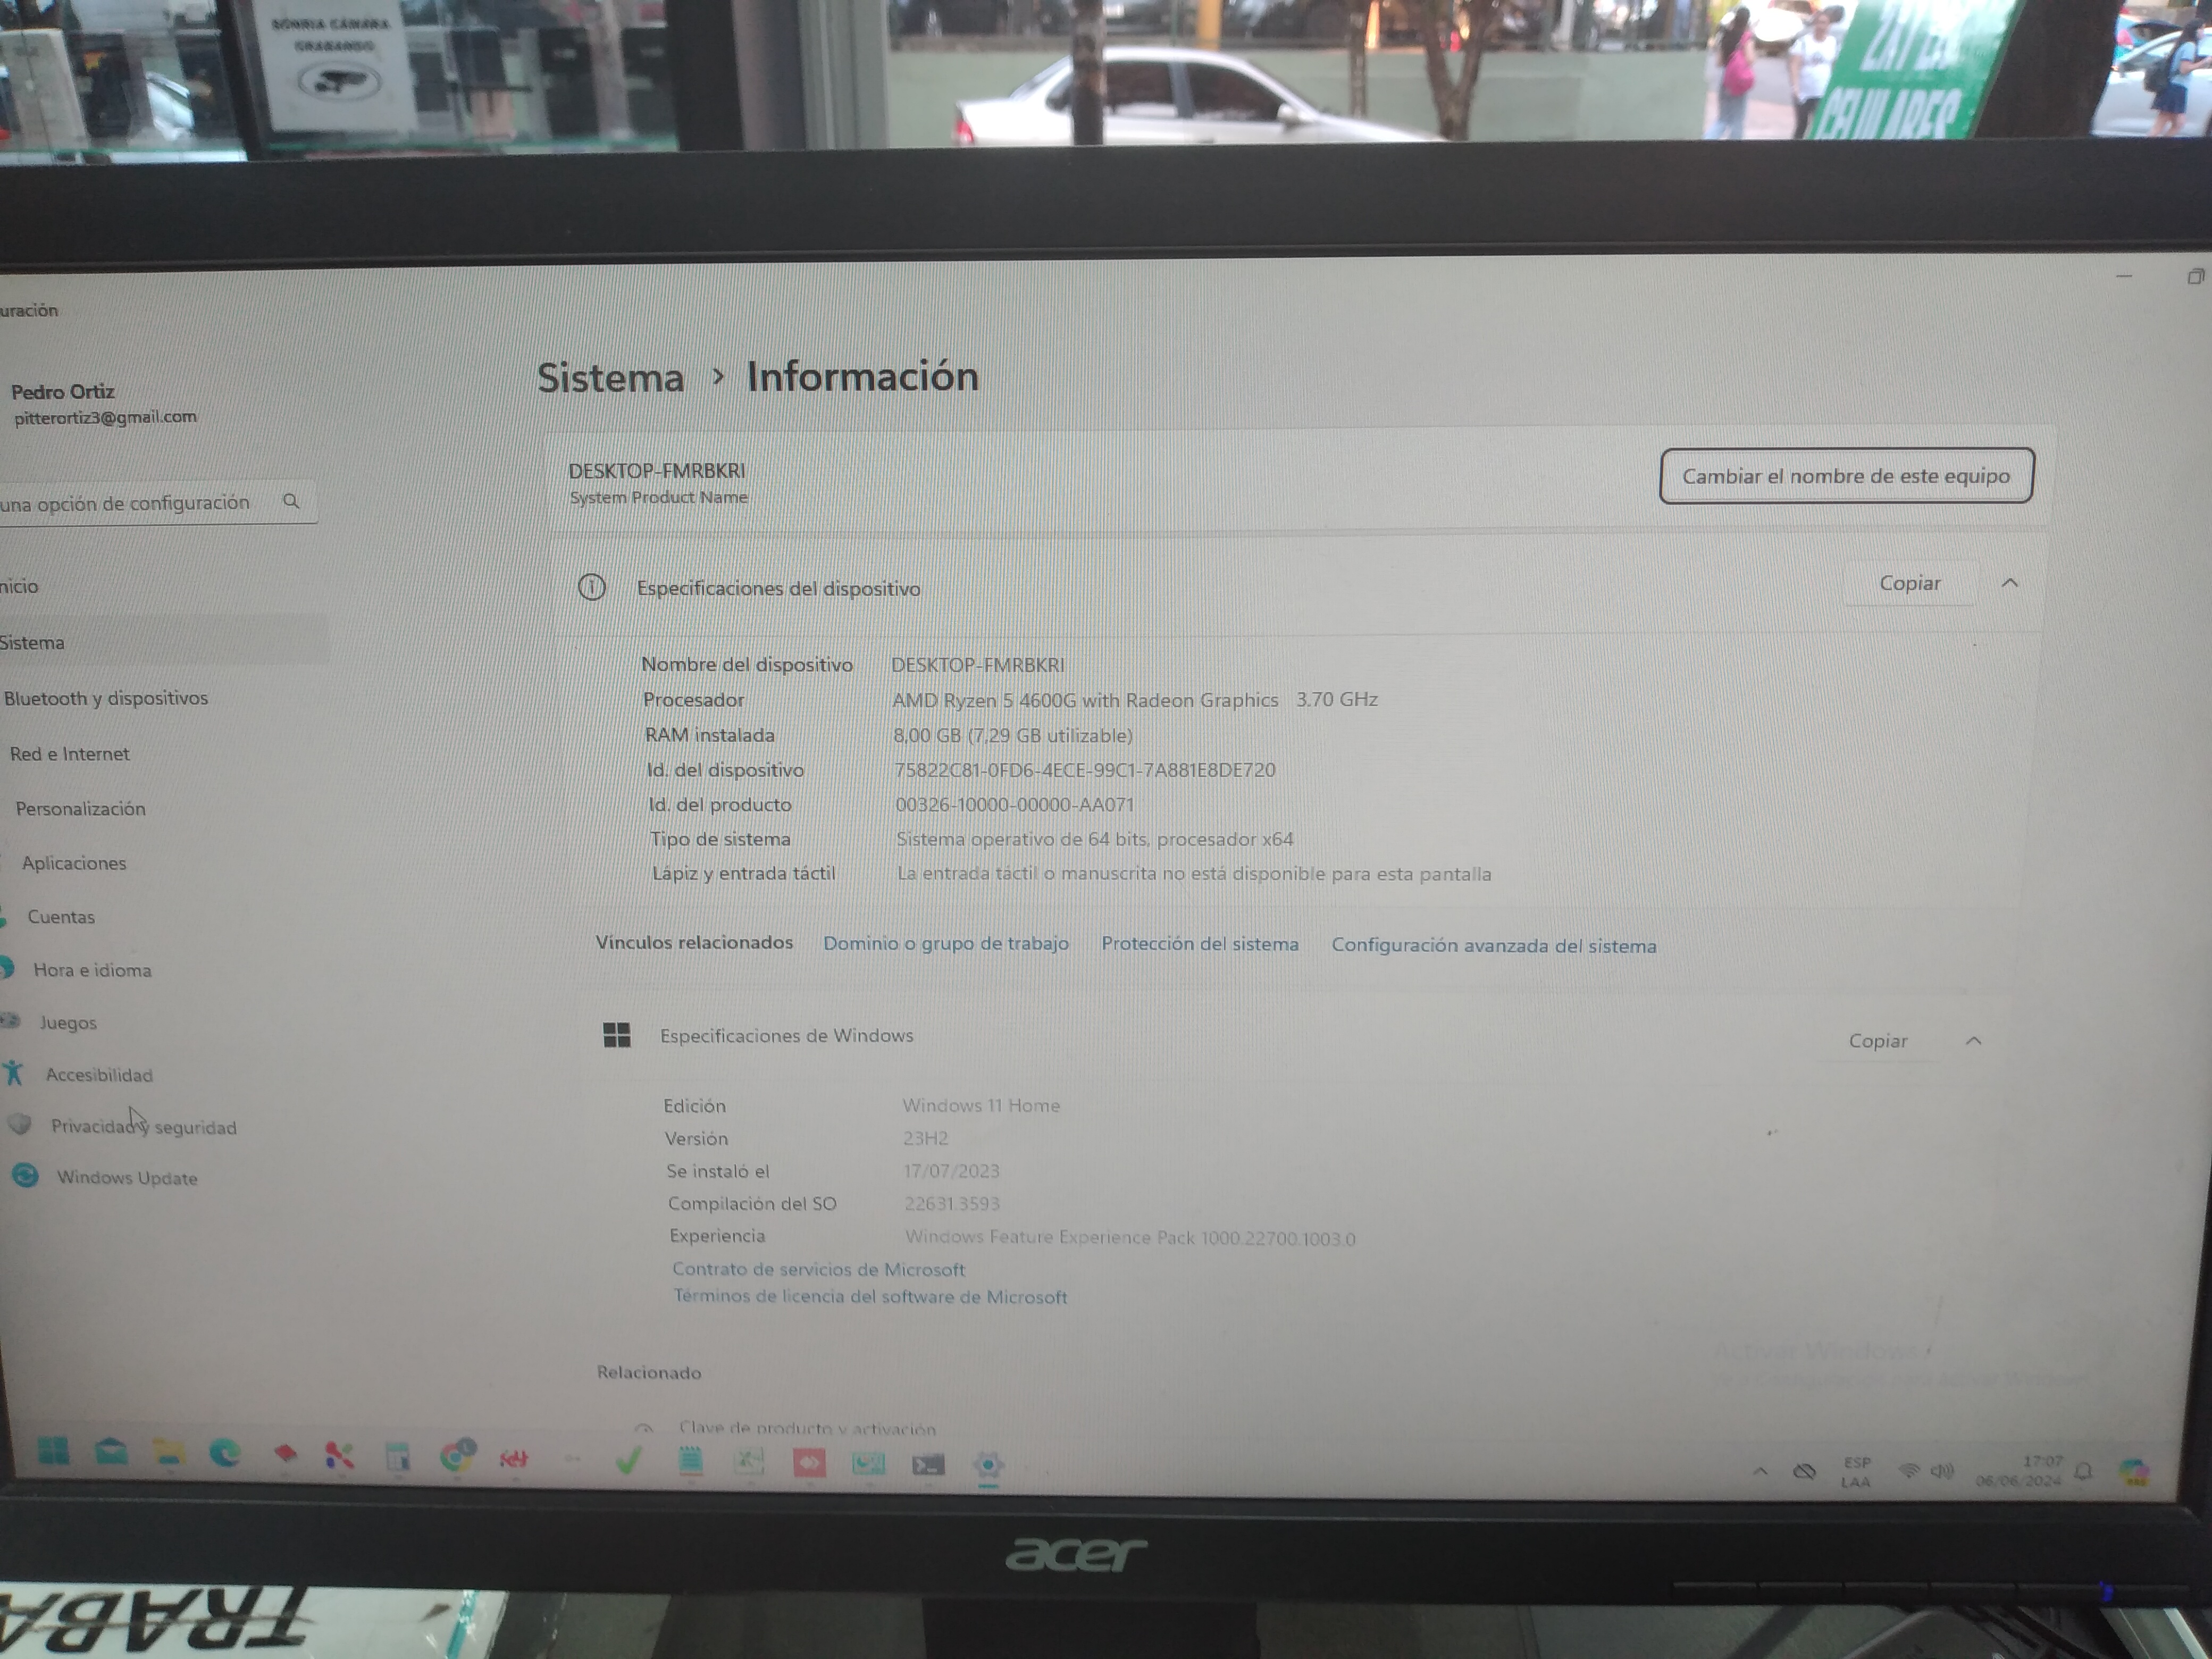 SONRIA CÁMARA
GRABANDO
CELULARES
uración
Pedro Ortiz
pitterortiz3@gmail.com
una opción de configuración
nicio
Sistema
Bluetooth y dispositivos
Red e Internet
Personalización
Aplicaciones
Cuentas
Hora e idioma
Juegos
Accesibilidad
Privacidad y seguridad
Windows Update
Sistema › Información
DESKTOP-FMRBKRI
System Product Name
Cambiar el nombre de este equipo
Especificaciones del dispositivo
Copiar
Nombre del dispositivo DESKTOP-FMRBKRI
Procesador AMD Ryzen 5 4600G with Radeon Graphics 3.70 GHz
RAM instalada 8,00 GB (7,29 GB utilizable)
Id. del dispositivo 75822C81-0FD6-4ECE-99C1-7A881E8DE720
Id. del producto 00326-10000-00000-AA071
Tipo de sistema Sistema operativo de 64 bits, procesador x64
Lápiz y entrada táctil La entrada táctil o manuscrita no está disponible para esta pantalla
Vínculos relacionados Dominio o grupo de trabajo Protección del sistema Configuración avanzada del sistema
Especificaciones de Windows
Copiar
Edición Windows 11 Home
Versión 23H2
Se instaló el 17/07/2023
Compilación del SO 22631.3593
Experiencia Windows Feature Experience Pack 1000.22700.1003.0
Contrato de servicios de Microsoft
Términos de licencia del software de Microsoft
Relacionado
Clave de producto y activación
Activar Windows
ESP
LAA
17:07
06/06/2024
acer
TRABA